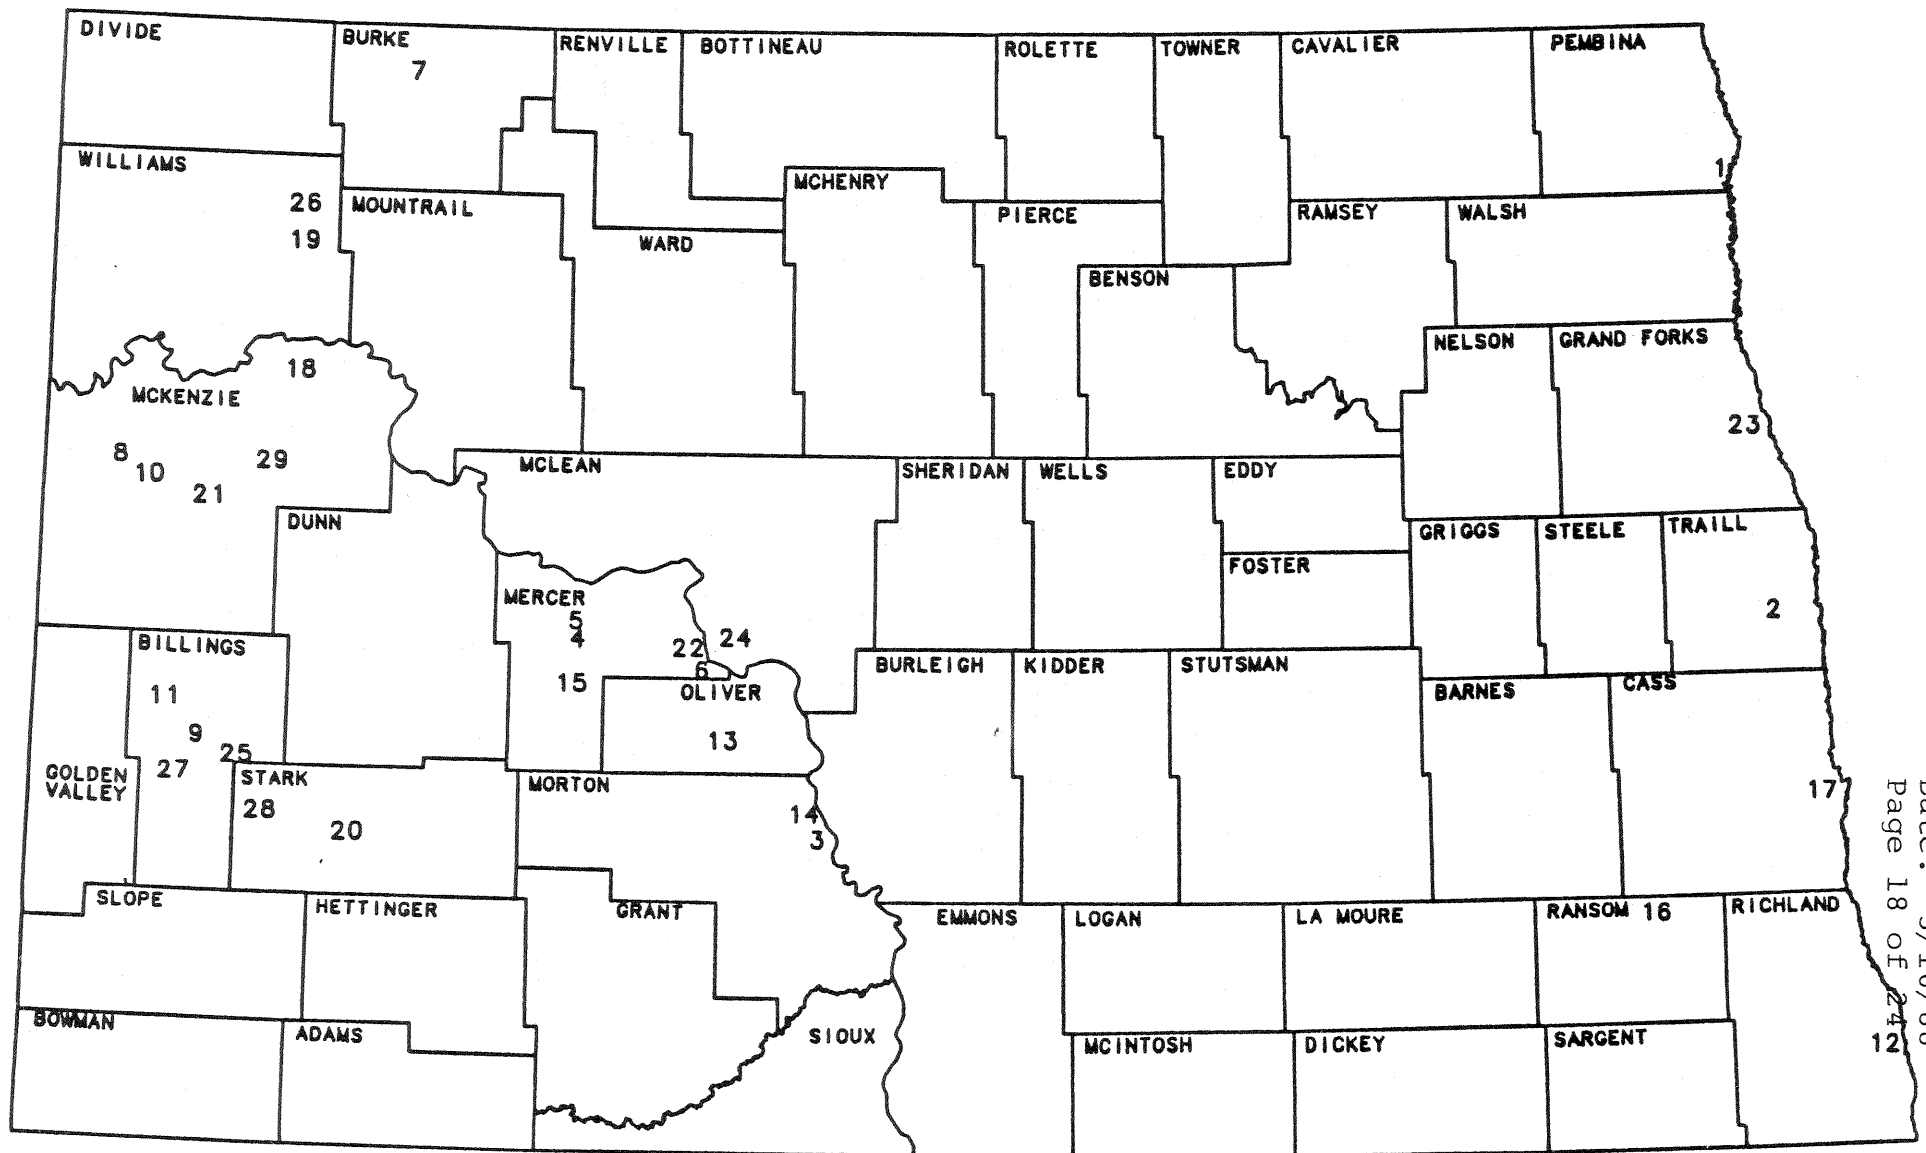 DIVIDE
BURKE
RENVILLE
BOTTINEAU
ROLETTE
TOWNER
CAVALIER
PEMBINA
7
WILLIAMS
MCHENRY
1
26
MOUNTRAIL
PIERCE
RAMSEY
WALSH
19
WARD
BENSON
NELSON
GRAND FORKS
18
MCKENZIE
23
8
10
29
21
MCLEAN
SHERIDAN
WELLS
EDDY
DUNN
GRIGGS
STEELE
TRAILL
FOSTER
MERCER
5
4
2
22
24
BILLINGS
6
15
OLIVER
BURLEIGH
KIDDER
STUTSMAN
BARNES
CASS
11
9
25
13
27
GOLDEN
VALLEY
STARK
28
20
MORTON
14
3
17
SLOPE
HETTINGER
GRANT
EMMONS
LOGAN
LA MOURE
RANSOM 16
RICHLAND
BOWMAN
ADAMS
SIOUX
MCINTOSH
DICKEY
SARGENT
12
Page 18 of 24